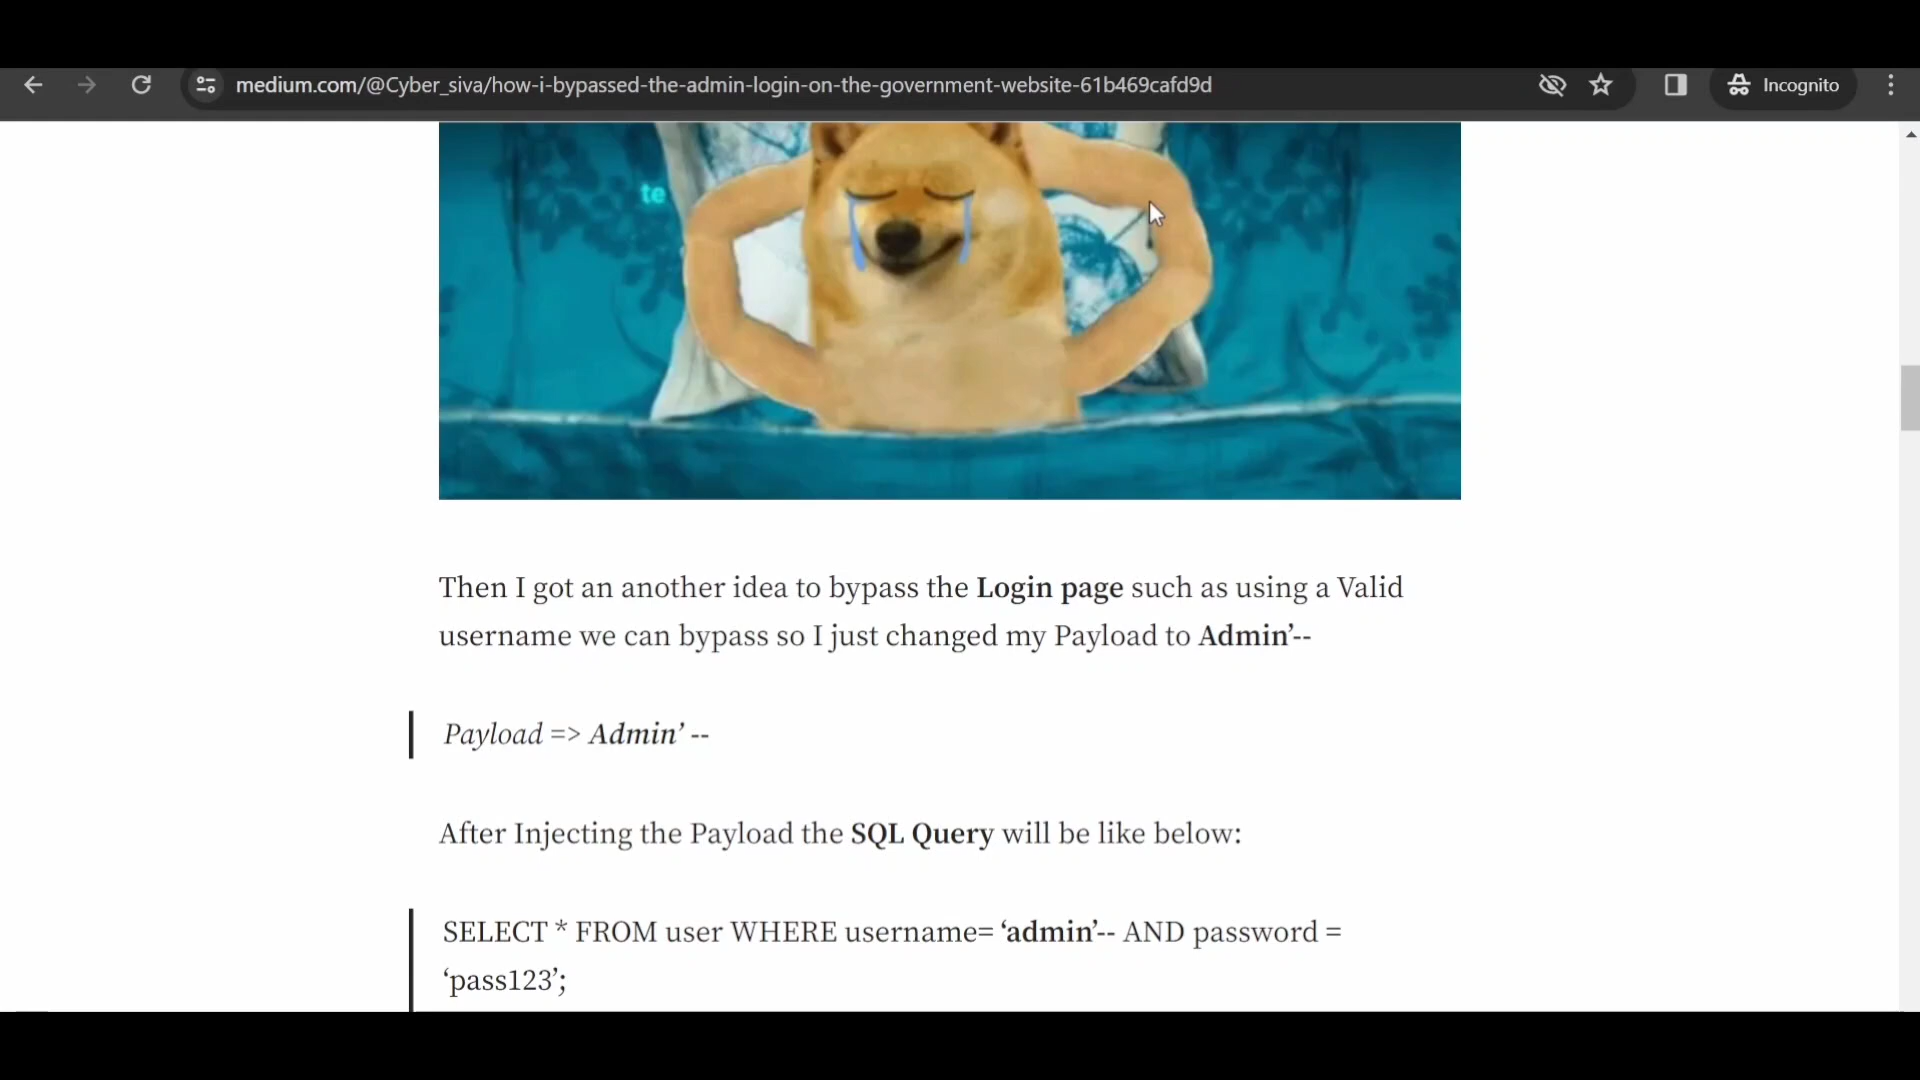 medium.com/@Cyber_siva/how-i-bypassed-the-admin-login-on-the-government-website-61b469cafd9d
Incognito
te
Then I got an another idea to bypass the Login page such as using a Valid
username we can bypass so I just changed my Payload to Admin’--
Payload => Admin’ --
After Injecting the Payload the SQL Query will be like below:
SELECT * FROM user WHERE username= ‘admin’-- AND password =
‘pass123’;